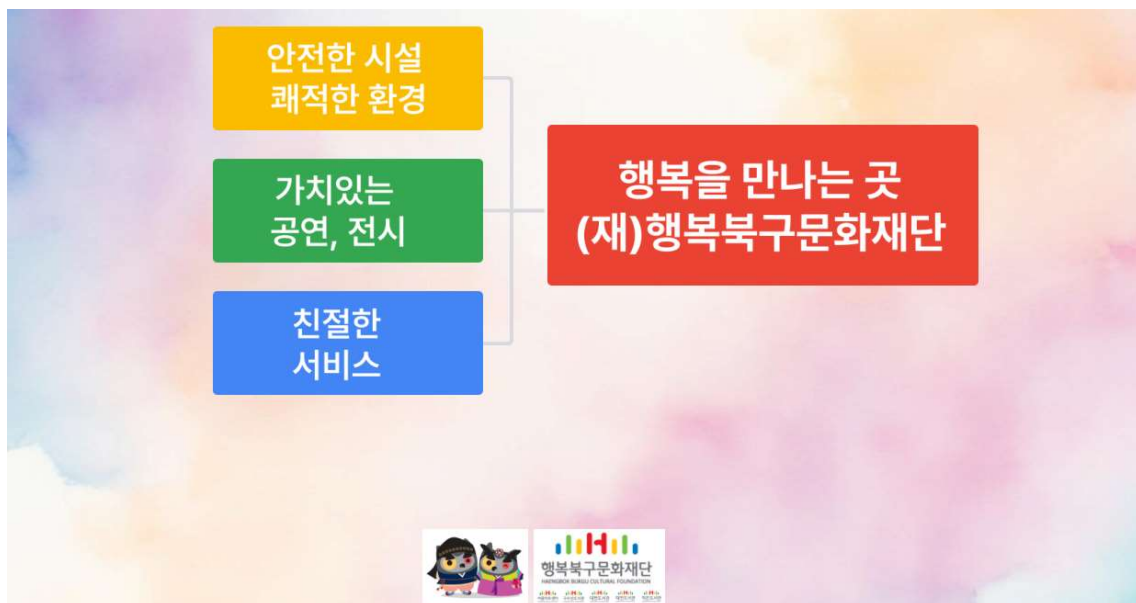 안전한 시설
쾌적한 환경
가치있는
공연, 전시
친절한
서비스
행복을 만나는 곳
(재)행복북구문화재단
행복북구문화재단
HAENGBOK BUKGU CULTURAL FOUNDATION